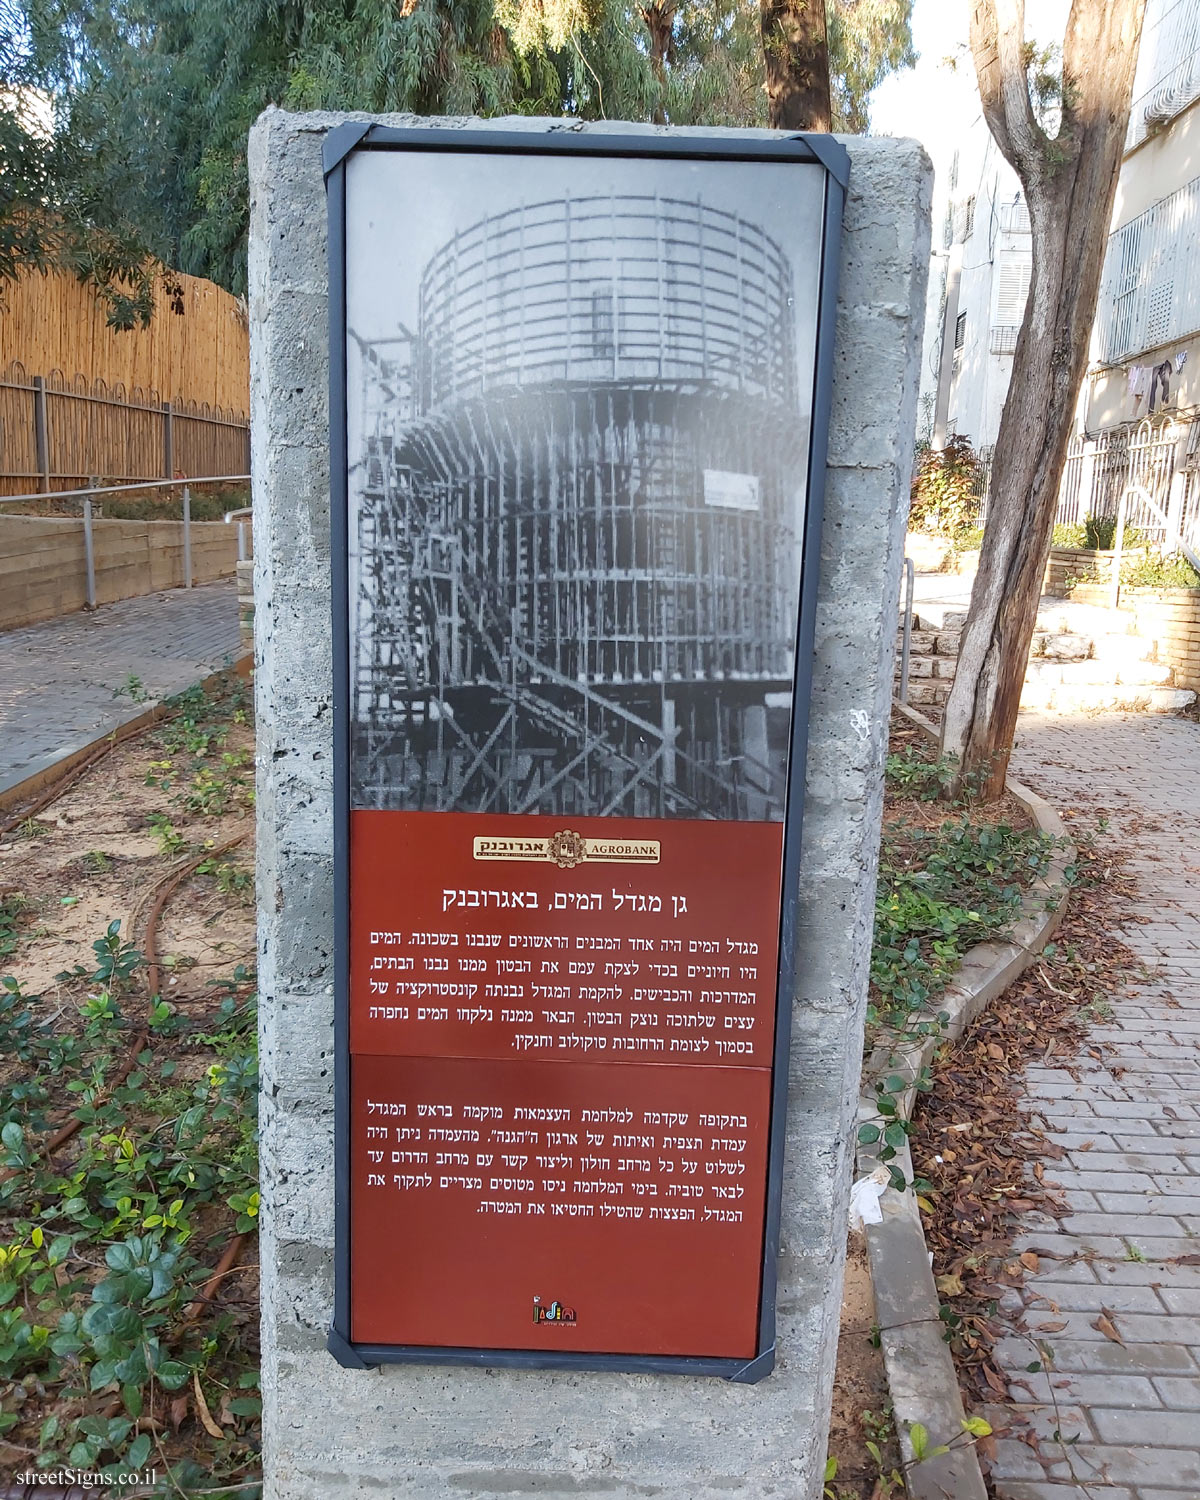 אגרובנק
AGROBANK
גן מגדל המים, באגרובנק
מגדל המים היה אחד המבנים הראשונים שנבנו בשכונה. המים
היו חיוניים בכדי לצקת עמם את הבטון ממנו נבנו הבתים,
המדרכות והכבישים. להקמת המגדל נבנתה קונסטרוקציה של
עצים שלתוכה נוצק הבטון. הבאר ממנה נלקחו המים נחפרה
בסמוך לצומת הרחובות סוקולוב וחנקין.
בתקופה שקדמה למלחמת העצמאות מוקמה בראש המגדל
עמדת תצפית ואיתות של ארגון ה"הגנה". מהעמדה ניתן היה
לשלוט על כל מרחב חולון וליצור קשר עם מרחב הדרום עד
לבאר טוביה. בימי המלחמה ניסו מטוסים מצריים לתקוף את
המגדל, הפצצות שהטילו החטיאו את המטרה.
חולון
streetSigns.co.il